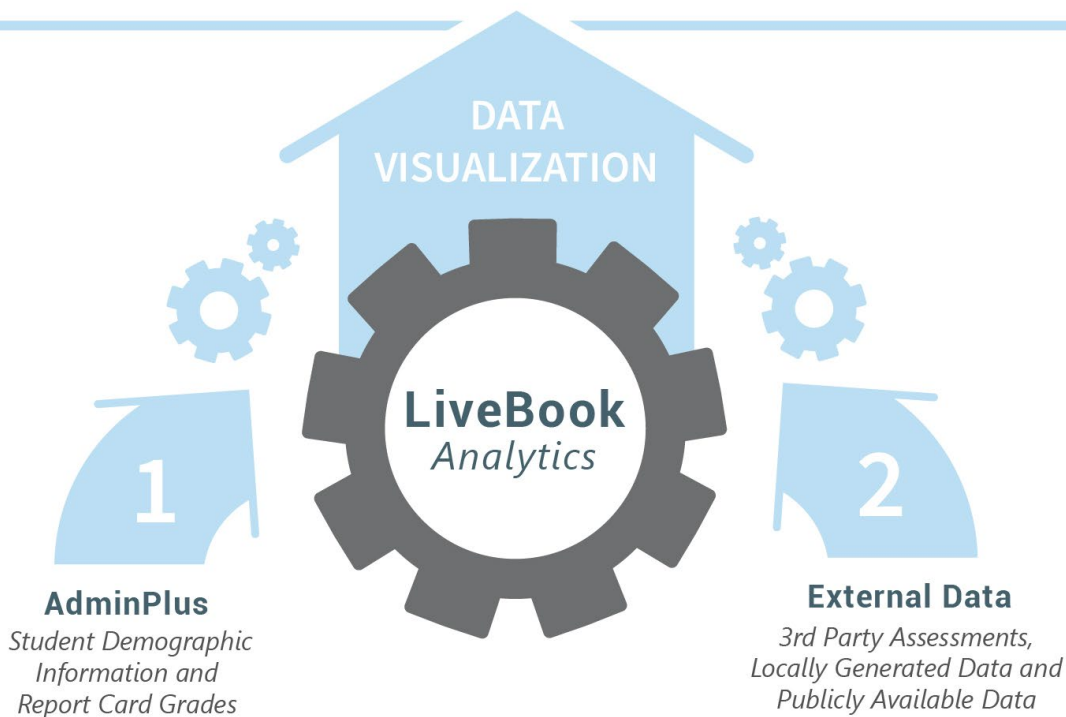 DATA
VISUALIZATION
LiveBook
Analytics
1
AdminPlus
Student Demographic
Information and
Report Card Grades
2
External Data
3rd Party Assessments,
Locally Generated Data and
Publicly Available Data